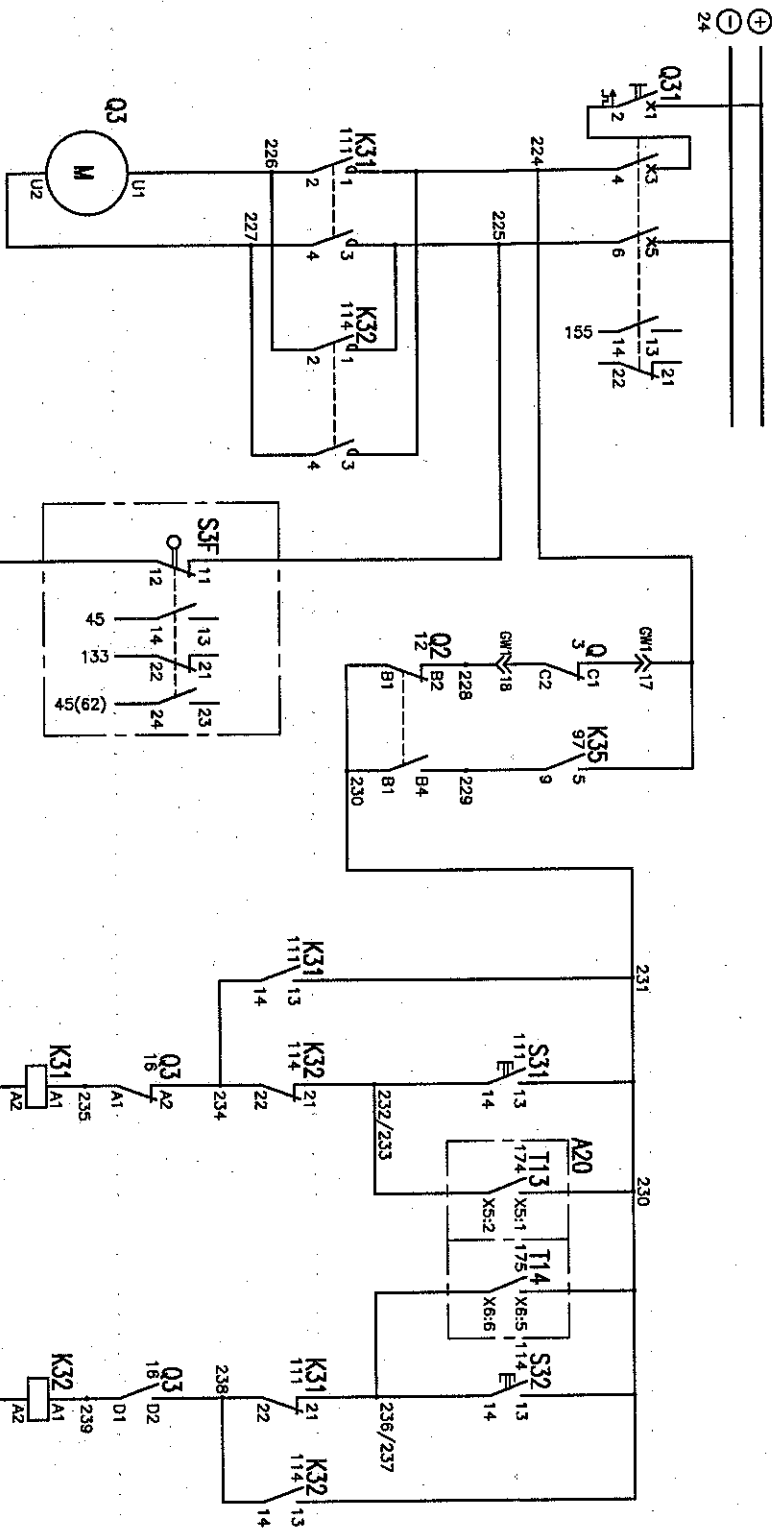 24 − +
Q31
X1
2
X3
4
X5
6
13
14
155
21
22
224
225
K31
111
1
2
3
4
226
227
K32
114
1
2
3
4
Q3
M
U1
U2
S3F
11
12
13
14
45
21
22
133
23
24
45(62)
GW1
17
Q
3
C1
C2
GW1
18
228
Q2
12
B2
B1
K35
97
5
9
229
B4
B1
230
231
K31
111
13
14
S31
111
13
14
232/233
K32
114
21
22
234
Q3
16
A2
A1
235
K31
A1
A2
230
A20
T13
174
X5:1
X5:2
T14
175
X6:5
X6:6
S32
114
13
14
236/237
K31
111
21
22
238
Q3
16
D2
D1
239
K32
A1
A2
K32
114
13
14